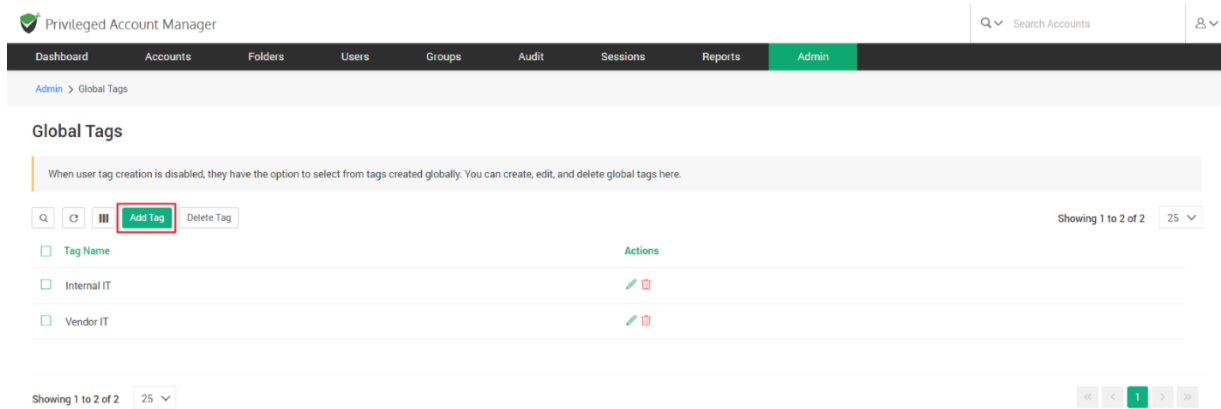 Privileged Account Manager
Search Accounts
Dashboard Accounts Folders Users Groups Audit Sessions Reports Admin
Admin > Global Tags
Global Tags
When user tag creation is disabled, they have the option to select from tags created globally. You can create, edit, and delete global tags here.
Add Tag Delete Tag Showing 1 to 2 of 2 25
Tag Name Actions
Internal IT
Vendor IT
Showing 1 to 2 of 2 25 « < 1 > »